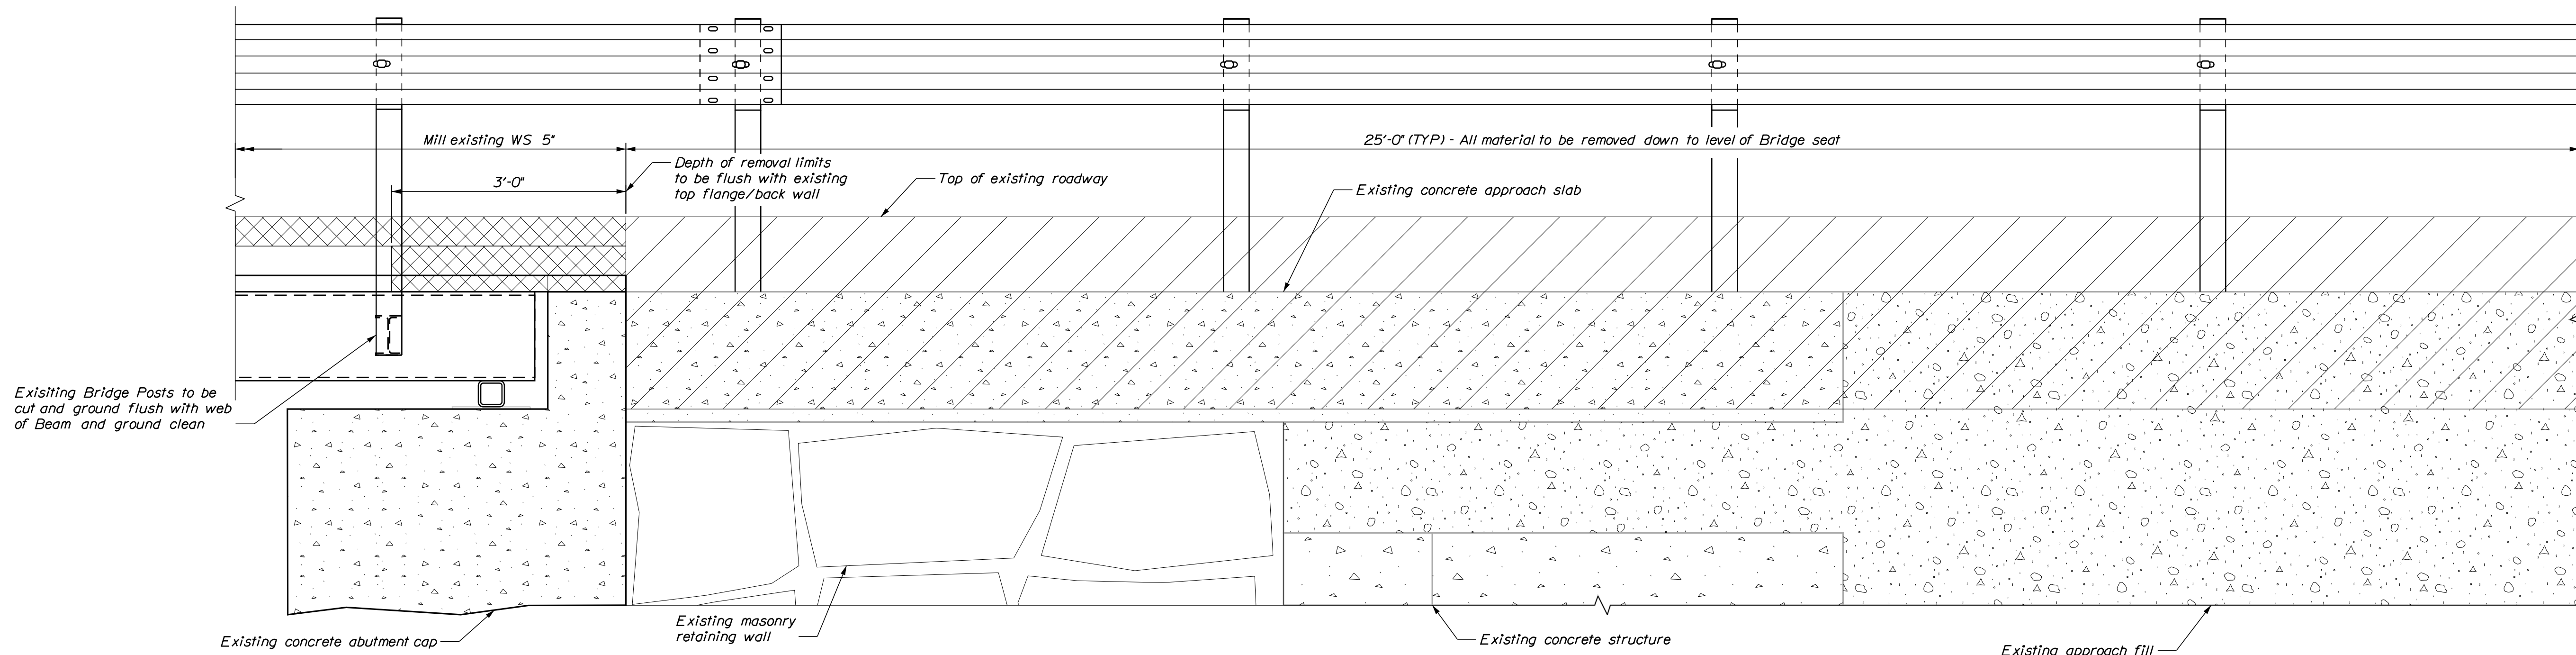 Mill existing WS 5"
25'-0" (TYP) - All material to be removed down to level of Bridge seat
3'-0"
Depth of removal limits
to be flush with existing
top flange/back wall
Top of existing roadway
Existing concrete approach slab
Exisiting Bridge Posts to be
cut and ground flush with web
of Beam and ground clean
Existing concrete abutment cap
Existing masonry
retaining wall
Existing concrete structure
Existing approach fill